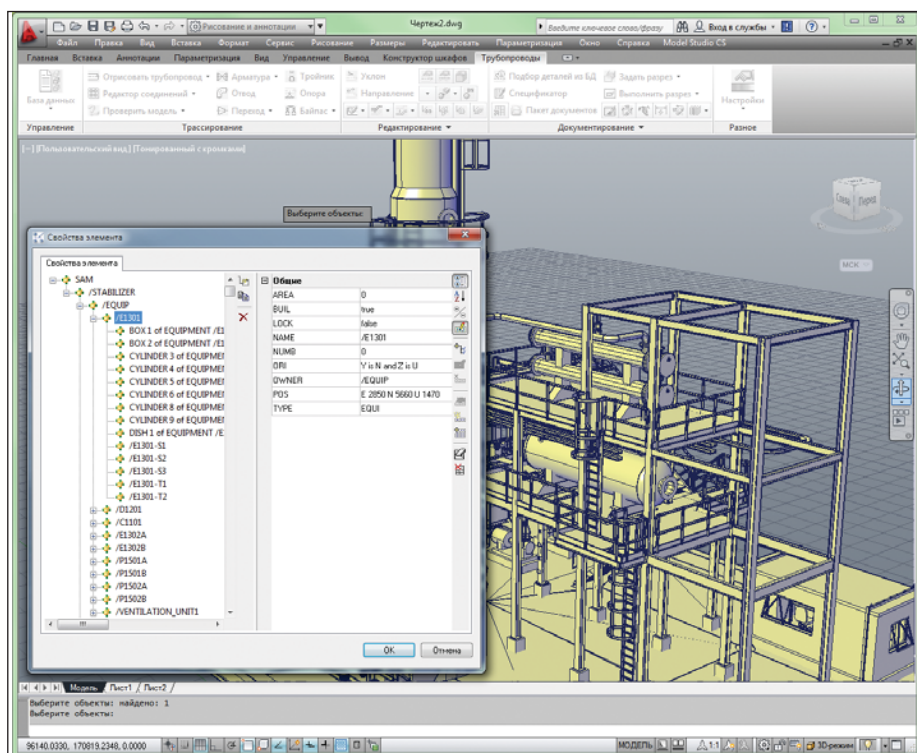 Рисование и аннотации
Чертеж2.dwg
Введите ключевое слово/фразу
Вход в службы
Файл Правка Вид Вставка Формат Сервис Рисование Размеры Редактировать Параметризация Окно Справка Model Studio CS
Главная Вставка Аннотации Параметризация Вид Управление Вывод Конструктор шкафов Трубопроводы
База данных
Отрисовать трубопровод Арматура Тройник Уклон Подбор деталей из БД Задать разрез
Редактор соединений Отвод Опора Направление Спецификатор Выполнить разрез
Проверить модель Переход Байпас Пакет документов
Настройки
Управление Трассирование Редактирование Документирование Разное
[–] [Пользовательский вид] [Тонированный с кромками]
Слева Перед
МСК
Выберите объекты:
Свойства элемента
Свойства элемента
SAM
/STABILIZER
/EQUIP
/E1301
BOX 1 of EQUIPMENT /E1
BOX 2 of EQUIPMENT /E1
CYLINDER 3 of EQUIPMEN
CYLINDER 4 of EQUIPMEN
CYLINDER 5 of EQUIPMEN
CYLINDER 6 of EQUIPMEN
CYLINDER 8 of EQUIPMEN
CYLINDER 9 of EQUIPMEN
DISH 1 of EQUIPMENT /E
/E1301-S1
/E1301-S2
/E1301-S3
/E1301-T1
/E1301-T2
/D1201
/C1101
/E1302A
/E1302B
/P1501A
/P1501B
/P1502A
/P1502B
/VENTILATION_UNIT1
Общие
AREA 0
BUIL true
LOCK false
NAME /E1301
NUMB 0
ORI Y is N and Z is U
OWNER /EQUIP
POS E 2850 N 5660 U 1470
TYPE EQUI
OK Отмена
Модель Лист1 Лист2
Выберите объекты: найдено: 1
Выберите объекты:
96140.0330, 170819.2348, 0.0000
МОДЕЛЬ 1:1 3D-режим